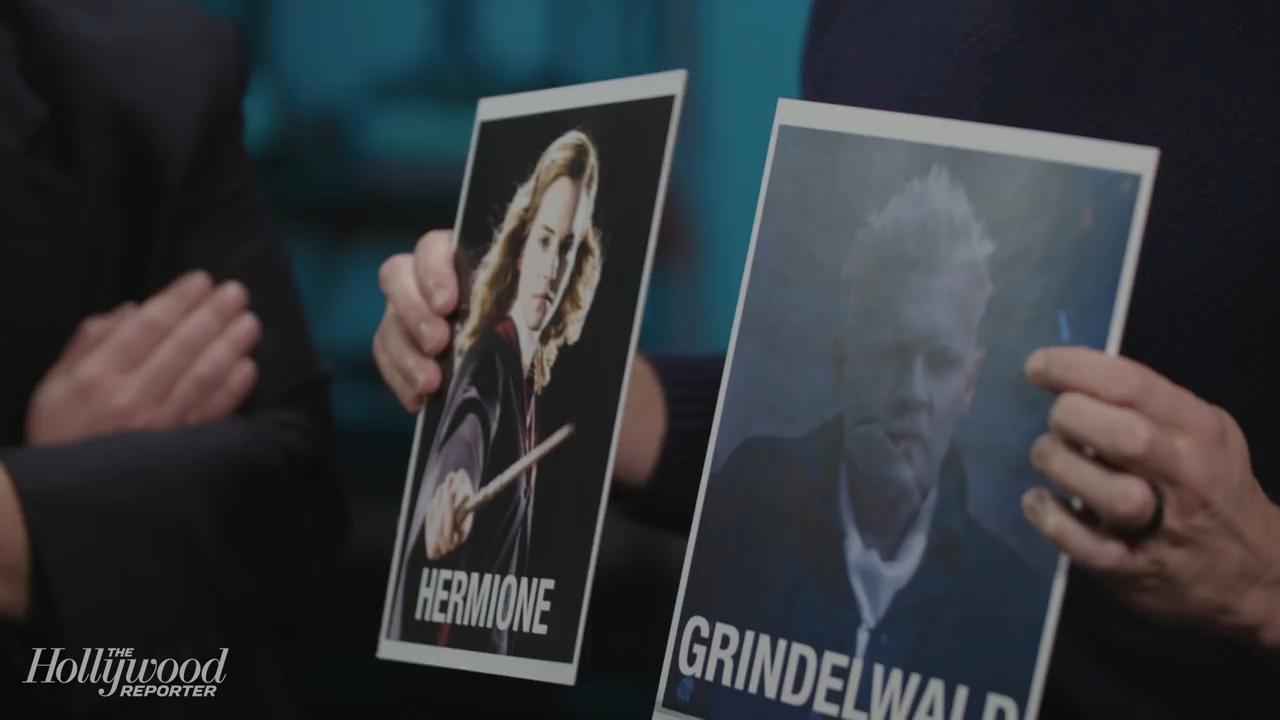 HERMIONE
GRINDELWALD
THE
Hollywood
REPORTER